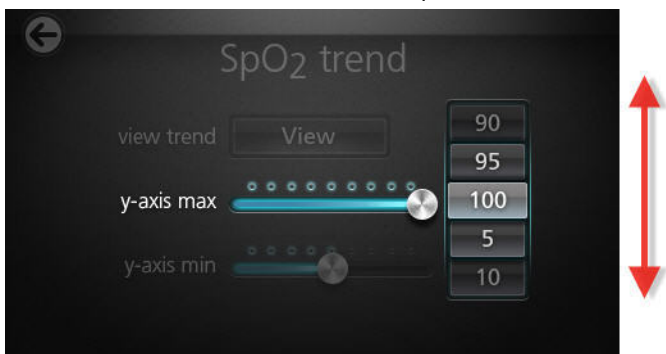 SpO2 trend
view trend View
90
95
y-axis max 100
5
y-axis min 10